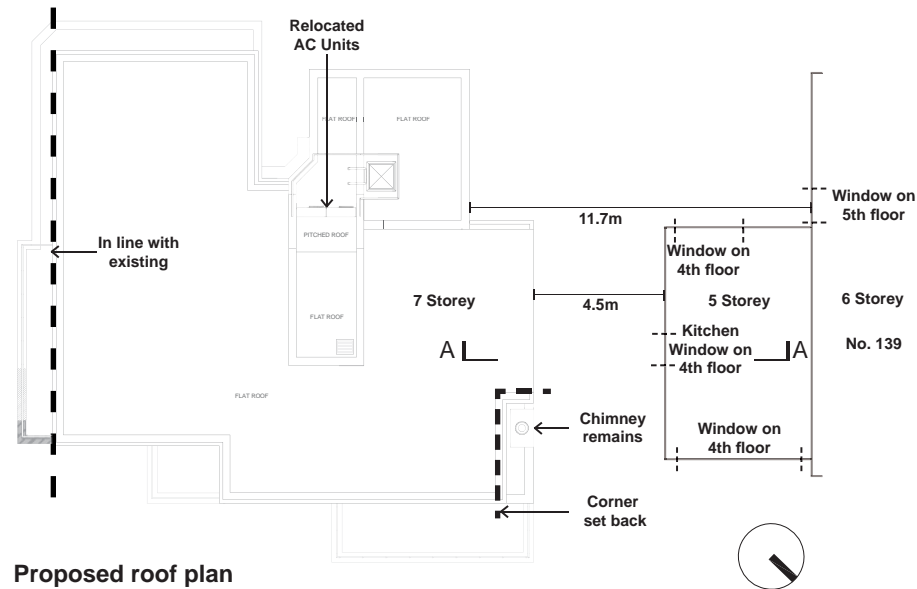 Relocated
AC Units
FLAT ROOF
FLAT ROOF
Window on
5th floor
11.7m
PITCHED ROOF
In line with
existing
Window on
4th floor
7 Storey
4.5m
5 Storey
6 Storey
FLAT ROOF
Kitchen
Window on
4th floor
No. 139
A
A
FLAT ROOF
Chimney
remains
Window on
4th floor
Corner
set back
Proposed roof plan